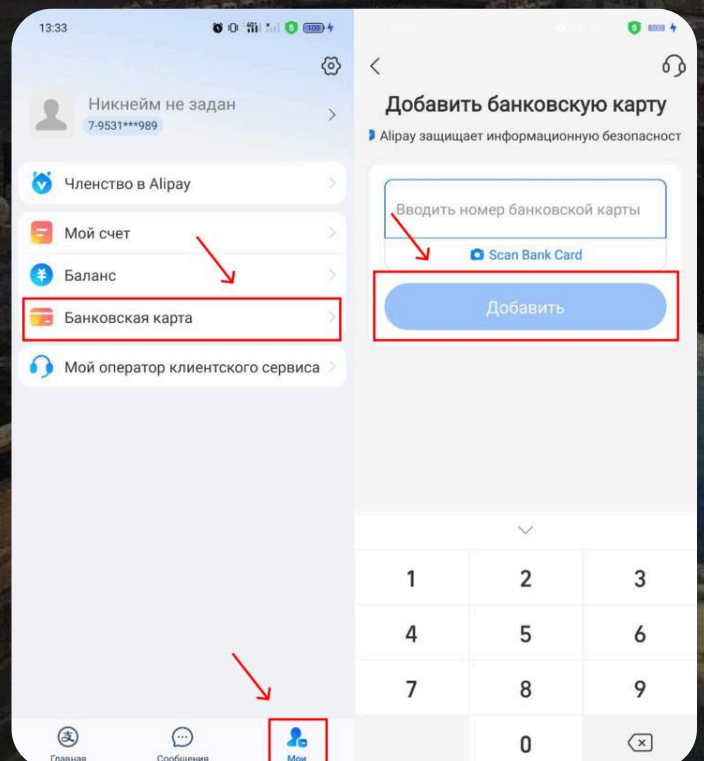 13:33
100
Никнейм не задан
7-9531***989
Членство в Alipay
Мой счет
Баланс
Банковская карта
Мой оператор клиентского сервиса
Главная
Сообщения
Мои
Добавить банковскую карту
Alipay защищает информационную безопасност
Вводить номер банковской карты
Scan Bank Card
Добавить
1 2 3
4 5 6
7 8 9
0